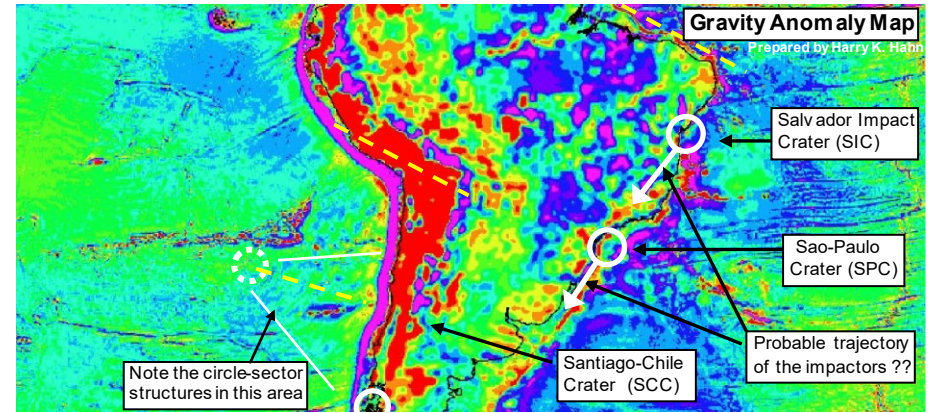 Gravity Anomaly Map
Prepared by Harry K. Hahn
Salvador Impact
Crater (SIC)
Sao-Paulo
Crater (SPC)
Probable trajectory
of the impactors ??
Santiago-Chile
Crater (SCC)
Note the circle-sector
structures in this area